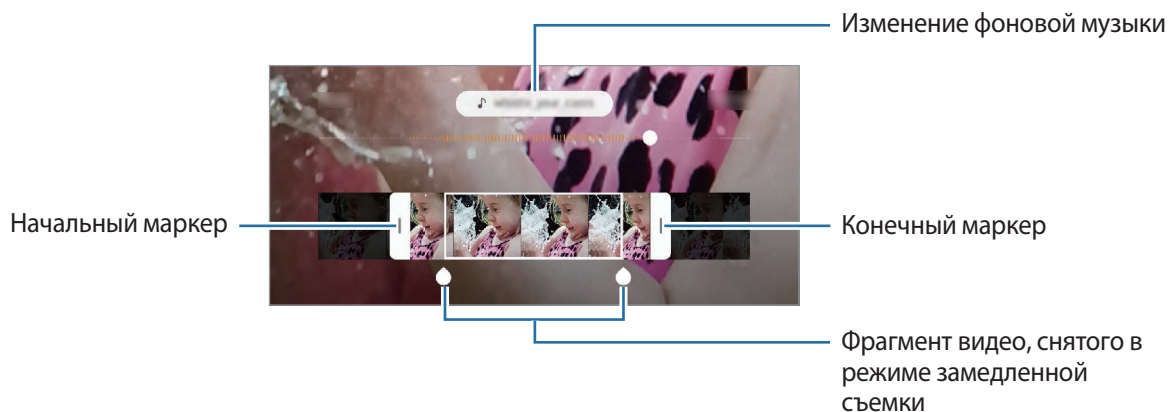 Изменение фоновой музыки
Начальный маркер
Конечный маркер
Фрагмент видео, снятого в
режиме замедленной
съемки